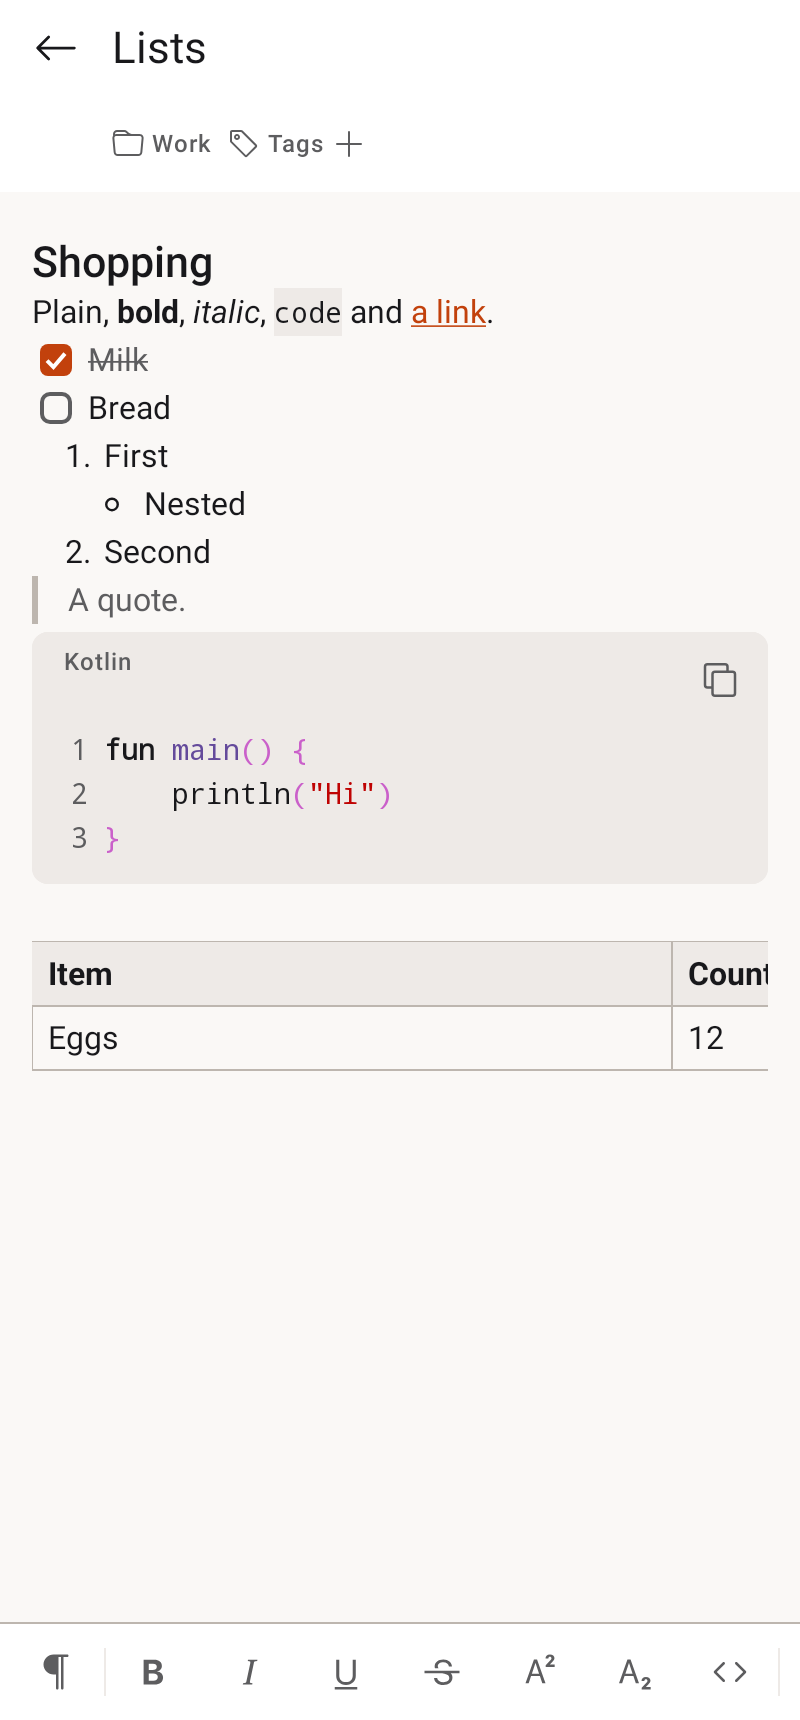 Lists
Work Tags
Shopping
Plain, bold, italic, code and a link.
Milk
Bread
1. First
Nested
2. Second
A quote.
Kotlin
1 fun main() {
2     println("Hi")
3 }
Item Count
Eggs 12
¶ B I U S A² A₂ <>